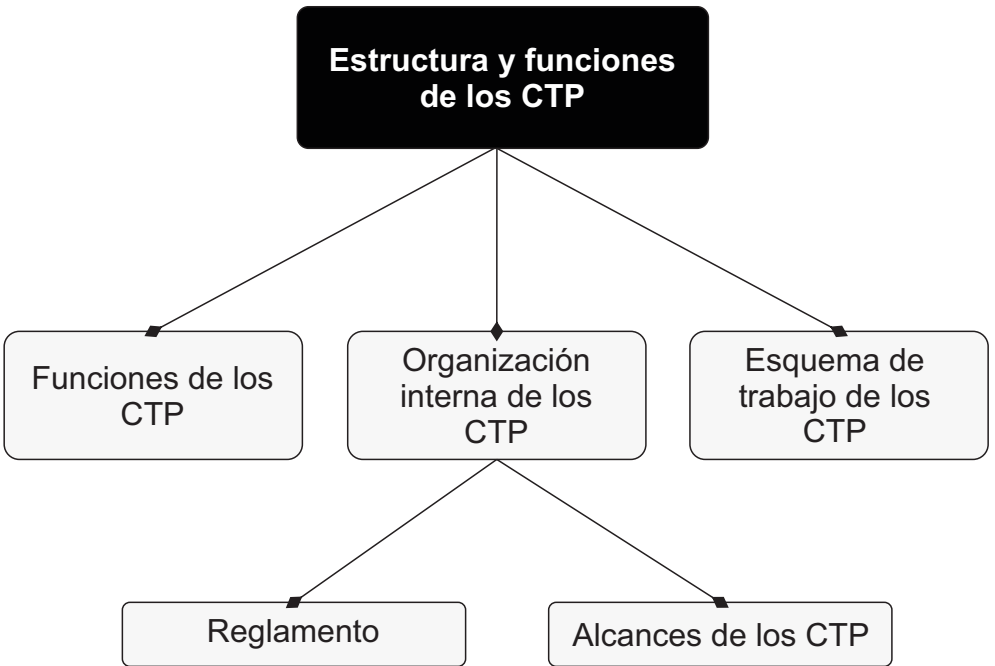 Estructura y funciones
de los CTP
Funciones de los
CTP
Organización
interna de los
CTP
Esquema de
trabajo de los
CTP
Reglamento
Alcances de los CTP